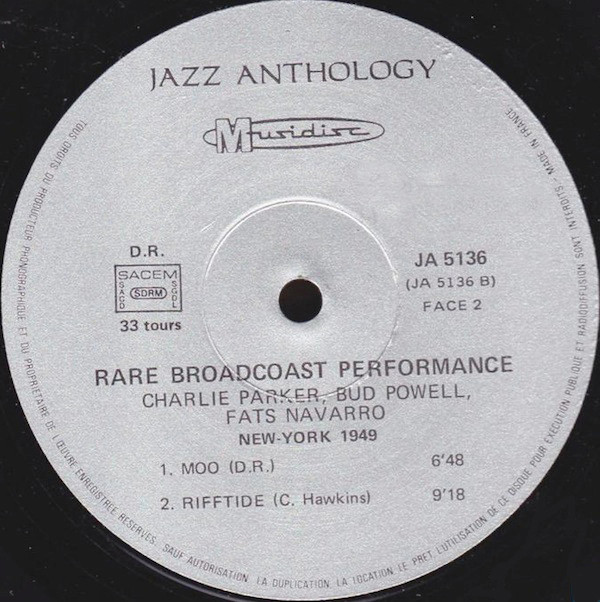 JAZZ ANTHOLOGY
Musidisc
D.R.
SACEM
SACD
SDRM
SGDL
33 tours
JA 5136
(JA 5136 B)
FACE 2
RARE BROADCOAST PERFORMANCE
CHARLIE PARKER, BUD POWELL,
FATS NAVARRO
NEW-YORK 1949
1. MOO (D.R.) 6'48
2. RIFFTIDE (C. Hawkins) 9'18
TOUS DROITS DU PRODUCTEUR PHONOGRAPHIQUE ET DU PROPRIETAIRE DE L'ŒUVRE ENREGISTREE RESERVES. SAUF AUTORISATION, LA DUPLICATION, LA LOCATION LE PRET, L'UTILISATION DE CE DISQUE POUR EXECUTION PUBLIQUE ET RADIODIFFUSION SONT INTERDITS - MADE IN FRANCE